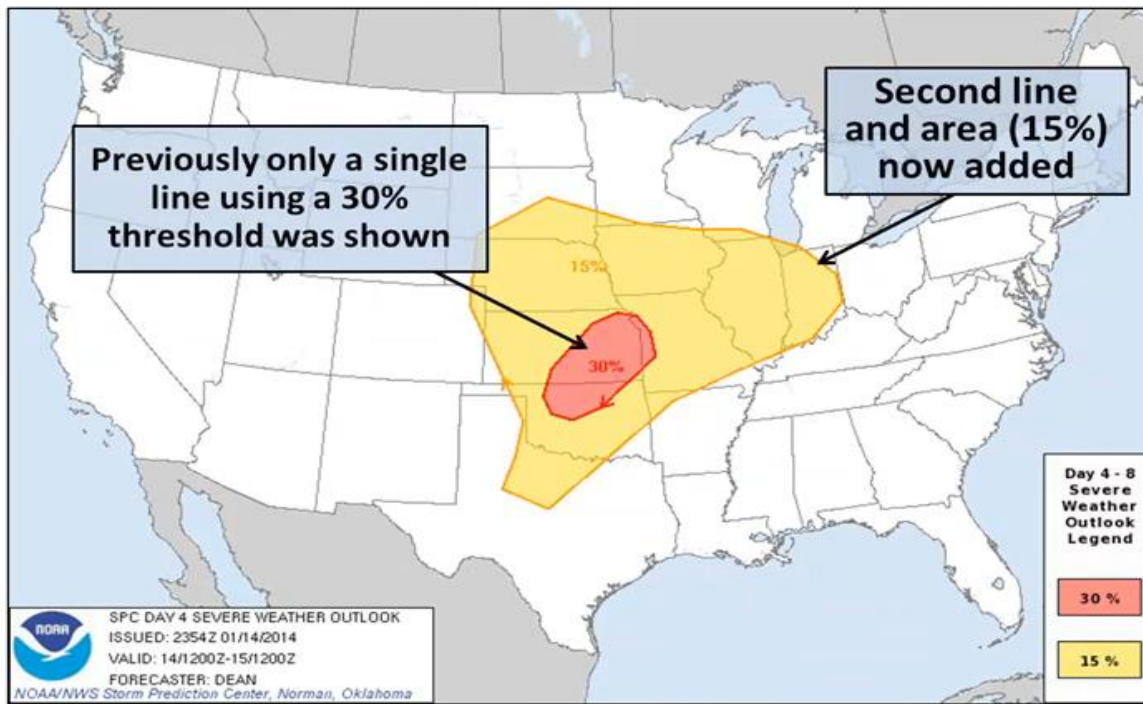 Second line
and area (15%)
now added
Previously only a single
line using a 30%
threshold was shown
15%
30%
Day 4 - 8
Severe
Weather
Outlook
Legend
30 %
15 %
NOAA
SPC DAY 4 SEVERE WEATHER OUTLOOK
ISSUED: 2354Z 01/14/2014
VALID: 14/1200Z-15/1200Z
FORECASTER: DEAN
NOAA/NWS Storm Prediction Center, Norman, Oklahoma